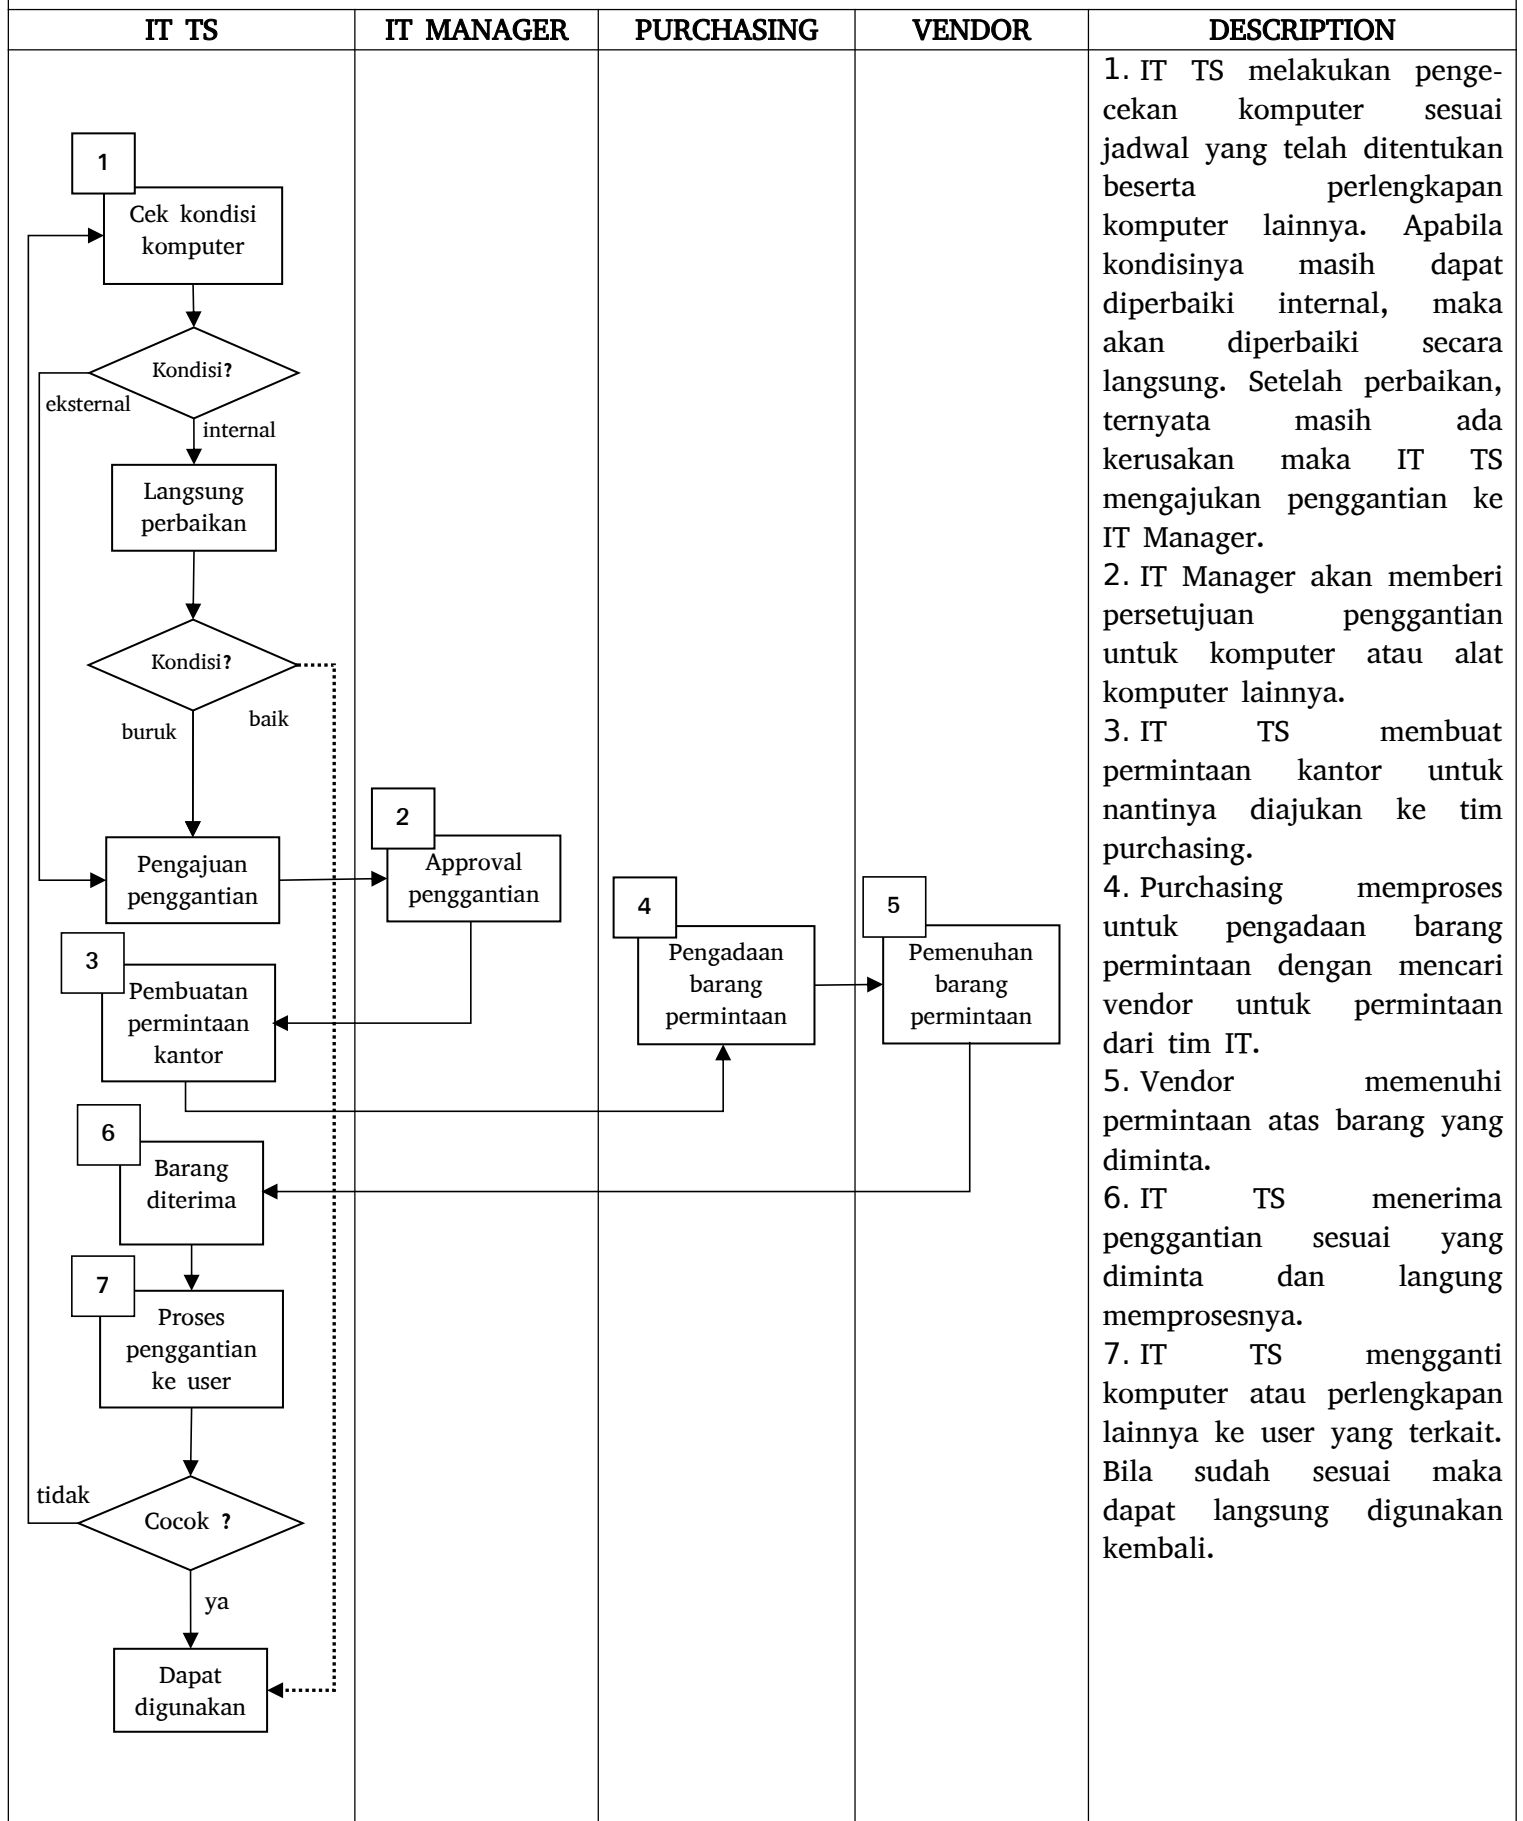 IT TS
IT MANAGER
PURCHASING
VENDOR
DESCRIPTION
1
Cek kondisi
komputer
Kondisi?
eksternal
internal
Langsung
perbaikan
Kondisi?
buruk
baik
Pengajuan
penggantian
2
Approval
penggantian
3
Pembuatan
permintaan
kantor
4
Pengadaan
barang
permintaan
5
Pemenuhan
barang
permintaan
6
Barang
diterima
7
Proses
penggantian
ke user
tidak
Cocok ?
ya
Dapat
digunakan
1. IT TS melakukan penge-
cekan komputer sesuai
jadwal yang telah ditentukan
beserta perlengkapan
komputer lainnya. Apabila
kondisinya masih dapat
diperbaiki internal, maka
akan diperbaiki secara
langsung. Setelah perbaikan,
ternyata masih ada
kerusakan maka IT TS
mengajukan penggantian ke
IT Manager.
2. IT Manager akan memberi
persetujuan penggantian
untuk komputer atau alat
komputer lainnya.
3. IT TS membuat
permintaan kantor untuk
nantinya diajukan ke tim
purchasing.
4. Purchasing memproses
untuk pengadaan barang
permintaan dengan mencari
vendor untuk permintaan
dari tim IT.
5. Vendor memenuhi
permintaan atas barang yang
diminta.
6. IT TS menerima
penggantian sesuai yang
diminta dan langung
memprosesnya.
7. IT TS mengganti
komputer atau perlengkapan
lainnya ke user yang terkait.
Bila sudah sesuai maka
dapat langsung digunakan
kembali.